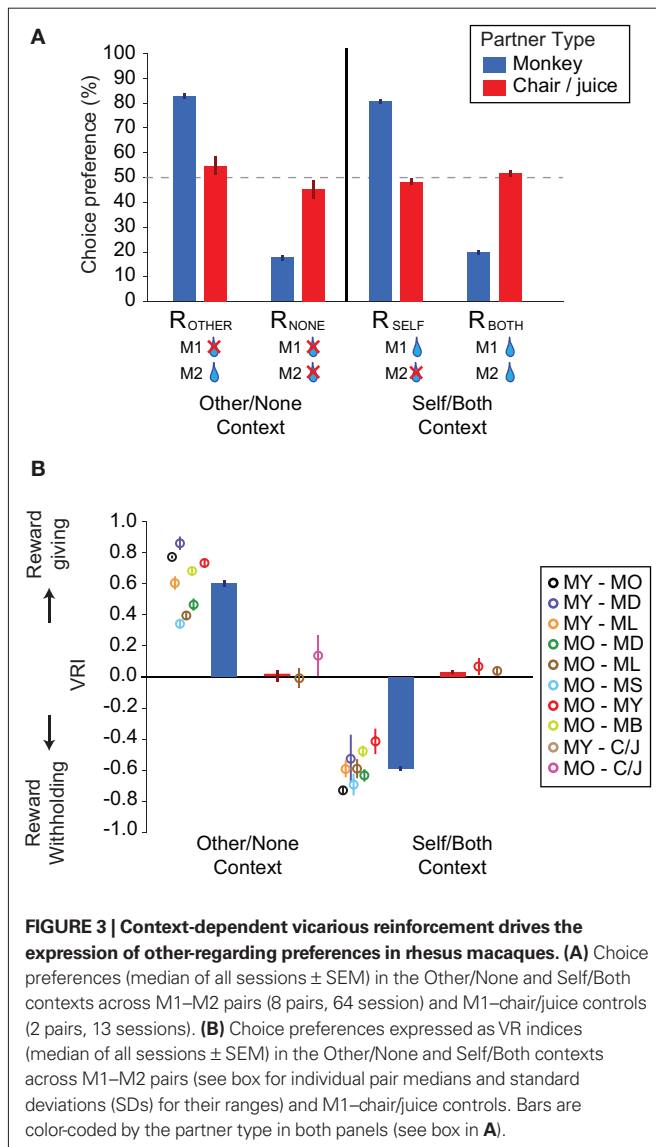 A
Partner Type
Monkey
Chair / juice
Choice preference (%)
100
90
80
70
60
50
40
30
20
10
0
ROTHER RNONE RSELF RBOTH
M1 M1 M1 M1
M2 M2 M2 M2
Other/None Context
Self/Both Context
B
Reward giving
Reward Withholding
VRI
1.0
0.8
0.6
0.4
0.2
0.0
-0.2
-0.4
-0.6
-0.8
-1.0
Other/None Context
Self/Both Context
MY - MO
MY - MD
MY - ML
MO - MD
MO - ML
MO - MS
MO - MY
MO - MB
MY - C/J
MO - C/J
FIGURE 3 | Context-dependent vicarious reinforcement drives the
expression of other-regarding preferences in rhesus macaques. (A) Choice
preferences (median of all sessions ± SEM) in the Other/None and Self/Both
contexts across M1–M2 pairs (8 pairs, 64 session) and M1–chair/juice controls
(2 pairs, 13 sessions). (B) Choice preferences expressed as VR indices
(median of all sessions ± SEM) in the Other/None and Self/Both contexts
across M1–M2 pairs (see box for individual pair medians and standard
deviations (SDs) for their ranges) and M1–chair/juice controls. Bars are
color-coded by the partner type in both panels (see box in A).